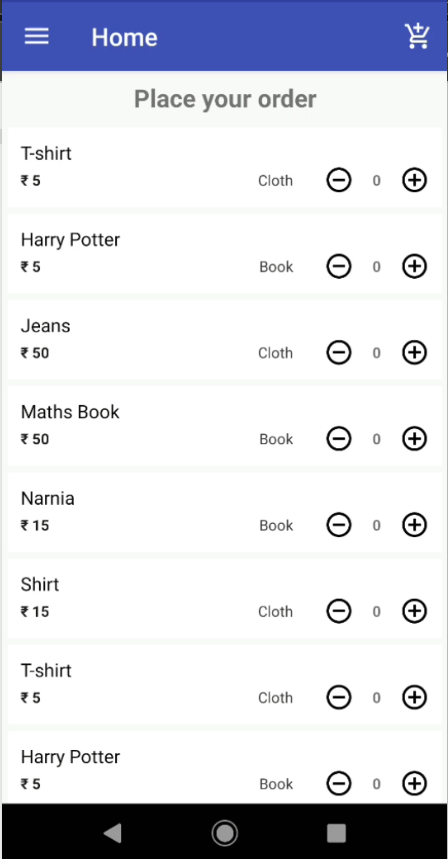 Home
Place your order
T-shirt
₹ 5 Cloth 0
Harry Potter
₹ 5 Book 0
Jeans
₹ 50 Cloth 0
Maths Book
₹ 50 Book 0
Narnia
₹ 15 Book 0
Shirt
₹ 15 Cloth 0
T-shirt
₹ 5 Cloth 0
Harry Potter
₹ 5 Book 0